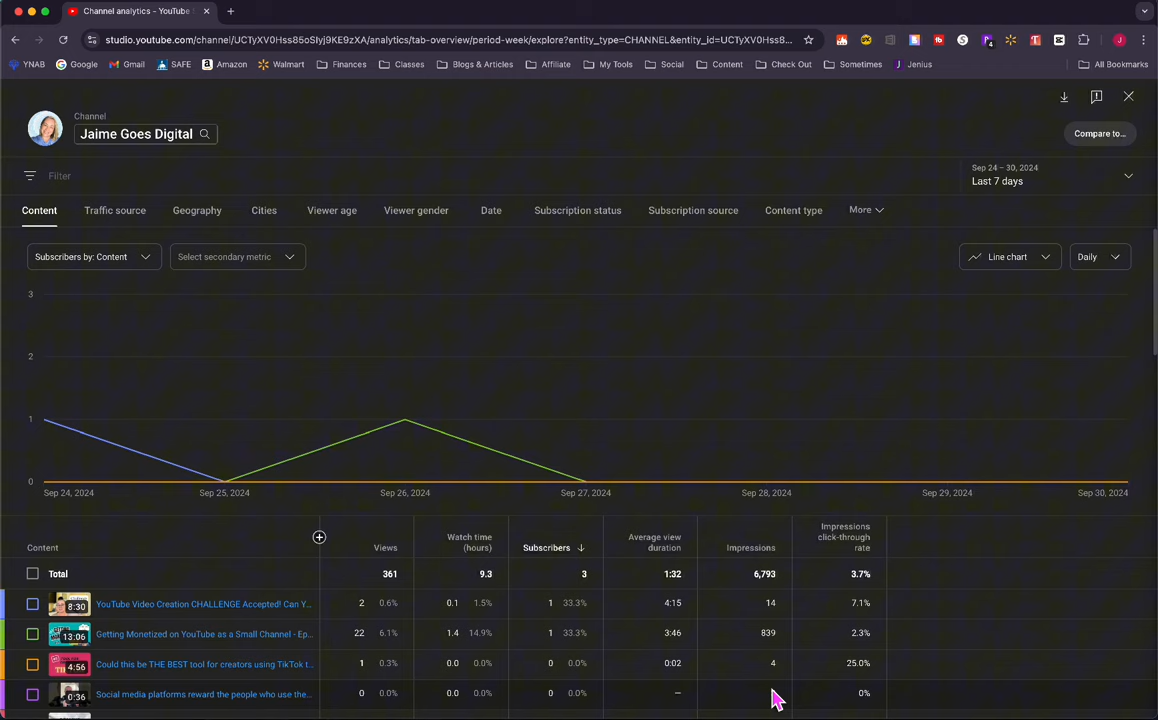 Channel analytics - YouTube
studio.youtube.com/channel/UCTyXV0Hss85oSIyj9KE9zXA/analytics/tab-overview/period-week/explore?entity_type=CHANNEL&entity_id=UCTyXV0Hss8...
YNAB Google Gmail SAFE Amazon Walmart Finances Classes Blogs & Articles Affiliate My Tools Social Content Check Out Sometimes Jenius All Bookmarks
Channel
Jaime Goes Digital
Compare to...
Filter
Sep 24 – 30, 2024
Last 7 days
Content Traffic source Geography Cities Viewer age Viewer gender Date Subscription status Subscription source Content type More
Subscribers by: Content Select secondary metric Line chart Daily
3
2
1
0
Sep 24, 2024 Sep 25, 2024 Sep 26, 2024 Sep 27, 2024 Sep 28, 2024 Sep 29, 2024 Sep 30, 2024
Content Views Watch time (hours) Subscribers Average view duration Impressions Impressions click-through rate
Total 361 9.3 3 1:32 6,793 3.7%
8:30 YouTube Video Creation CHALLENGE Accepted! Can Y... 2 0.6% 0.1 1.5% 1 33.3% 4:15 14 7.1%
13:06 Getting Monetized on YouTube as a Small Channel - Ep... 22 6.1% 1.4 14.9% 1 33.3% 3:46 839 2.3%
4:56 Could this be THE BEST tool for creators using TikTok t... 1 0.3% 0.0 0.0% 0 0.0% 0:02 4 25.0%
0:36 Social media platforms reward the people who use the... 0 0.0% 0.0 0.0% 0 0.0% — 0%